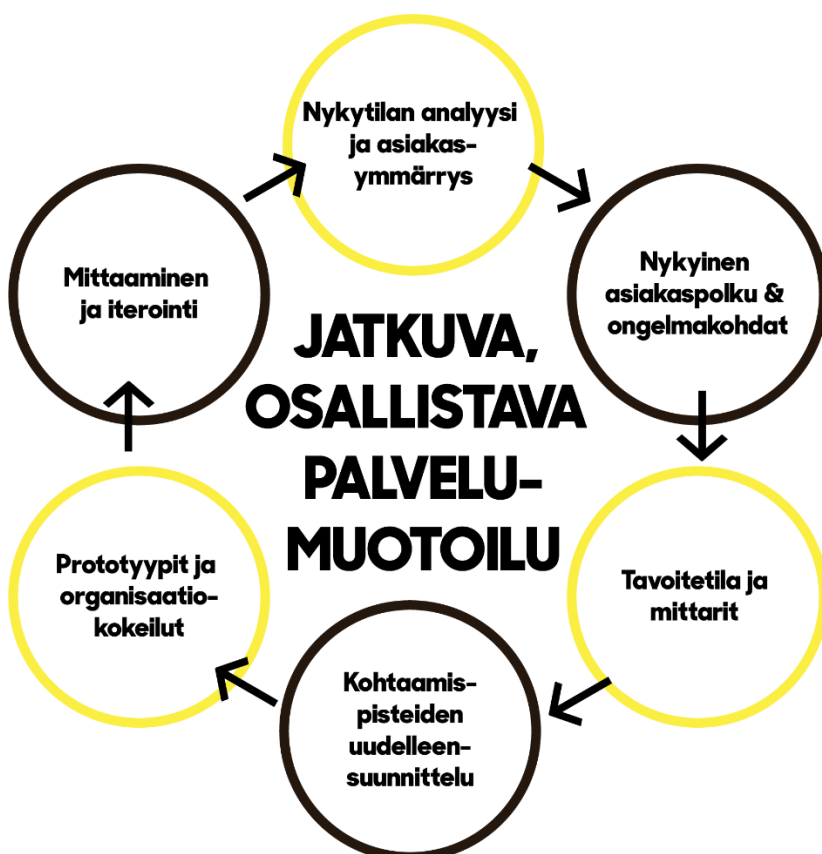 Nykytilan analyysi
ja asiakas-
ymmärrys
Nykyinen
asiakaspolku &
ongelmakohdat
Tavoitetila ja
mittarit
Kohtaamis-
pisteiden
uudelleen-
suunnittelu
Prototyypit ja
organisaatio-
kokeilut
Mittaaminen
ja iterointi
JATKUVA,
OSALLISTAVA
PALVELU-
MUOTOILU